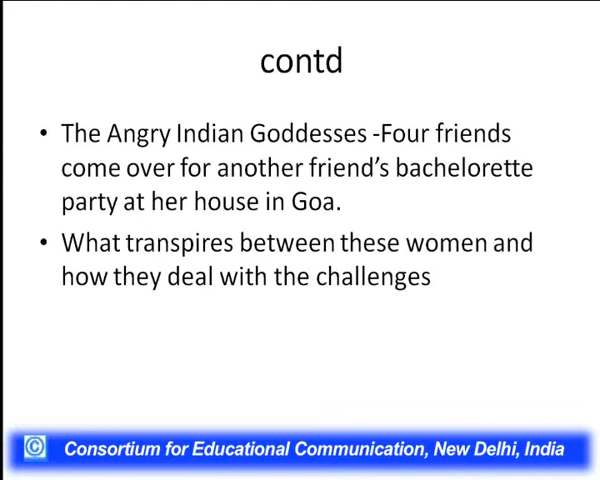 contd
• The Angry Indian Goddesses -Four friends
come over for another friend's bachelorette
party at her house in Goa.
• What transpires between these women and
how they deal with the challenges
© Consortium for Educational Communication, New Delhi, India